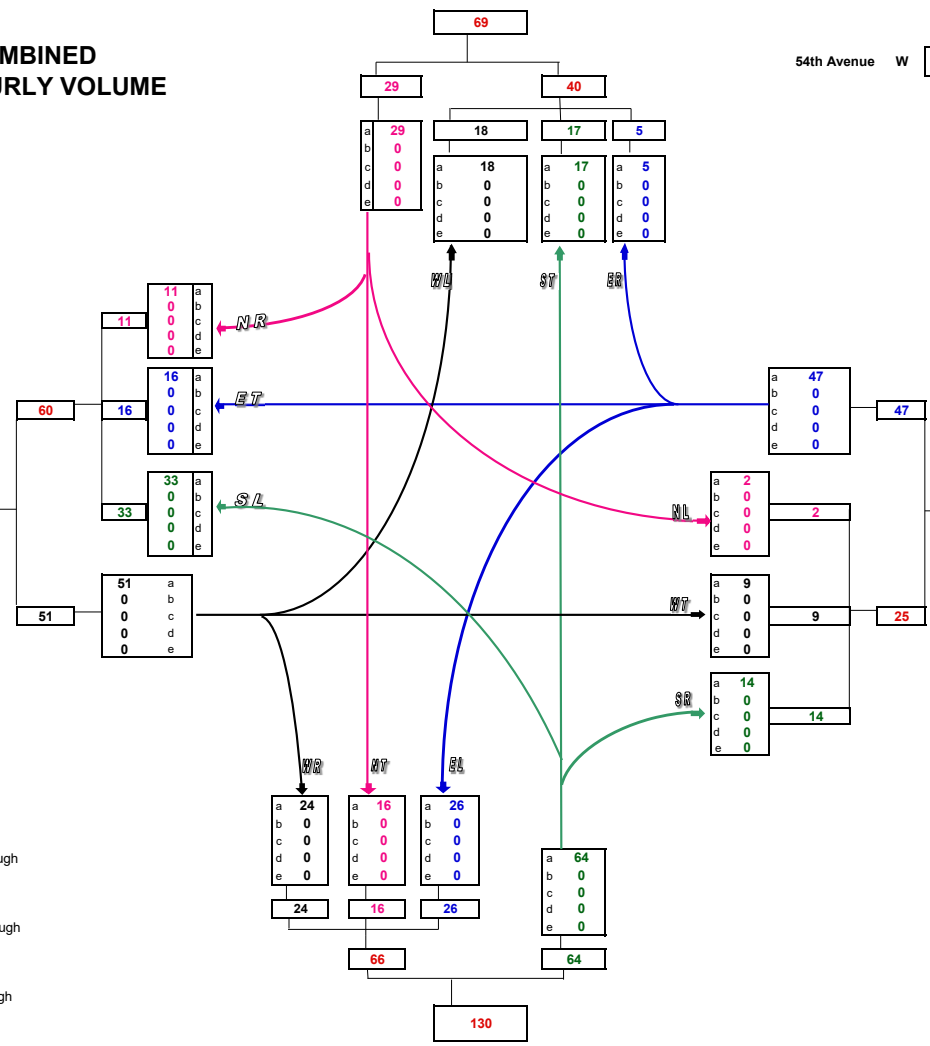 69
MBINED
54th Avenue W
URLY VOLUME
29 40
18 17 5
a 29
b 0
c 0
d 0
e 0
a 18
b 0
c 0
d 0
e 0
a 17
b 0
c 0
d 0
e 0
a 5
b 0
c 0
d 0
e 0
WL ST ER
11 a
0 b
0 c
0 d
0 e
11
NR
16 a
0 b
0 c
0 d
0 e
60 16
ET
a 47
b 0
c 0
d 0
e 0
47
33 a
0 b
0 c
0 d
0 e
33
SL
a 2
b 0
c 0
d 0
e 0
NL
2
51 a
0 b
0 c
0 d
0 e
51
WT
a 9
b 0
c 0
d 0
e 0
9 25
SR
a 14
b 0
c 0
d 0
e 0
14
WR NT EL
a 24
b 0
c 0
d 0
e 0
a 16
b 0
c 0
d 0
e 0
a 26
b 0
c 0
d 0
e 0
a 64
b 0
c 0
d 0
e 0
ugh
24 16 26
ugh
66 64
gh
130